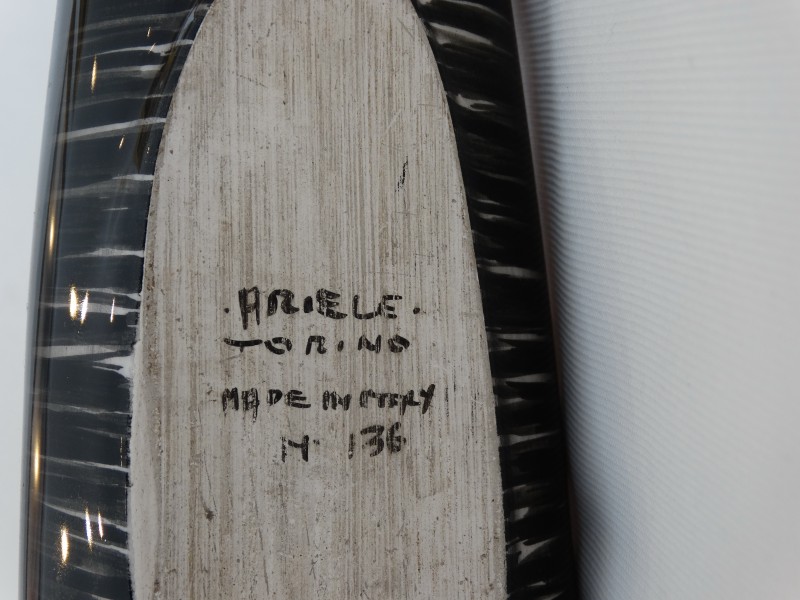 . ARIELE .
TORINO
MADE IN ITALY
N° 136